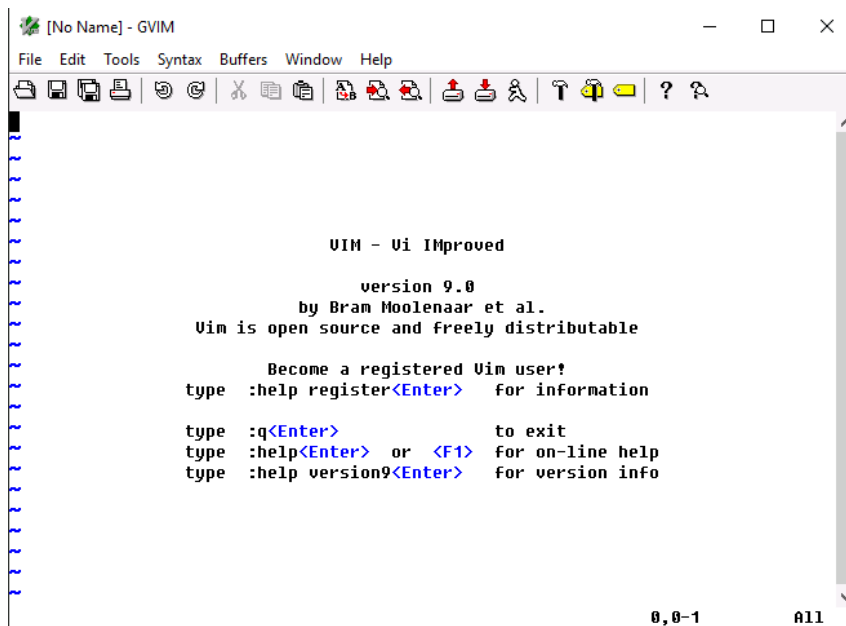 [No Name] - GVIM
File Edit Tools Syntax Buffers Window Help
~
~
~
~
~
~ VIM - Vi IMproved
~
~ version 9.0
~ by Bram Moolenaar et al.
~ Vim is open source and freely distributable
~
~ Become a registered Vim user!
~ type :help register<Enter> for information
~
~ type :q<Enter> to exit
~ type :help<Enter> or <F1> for on-line help
~ type :help version9<Enter> for version info
~
~
~
~
~
~
0,0-1 All